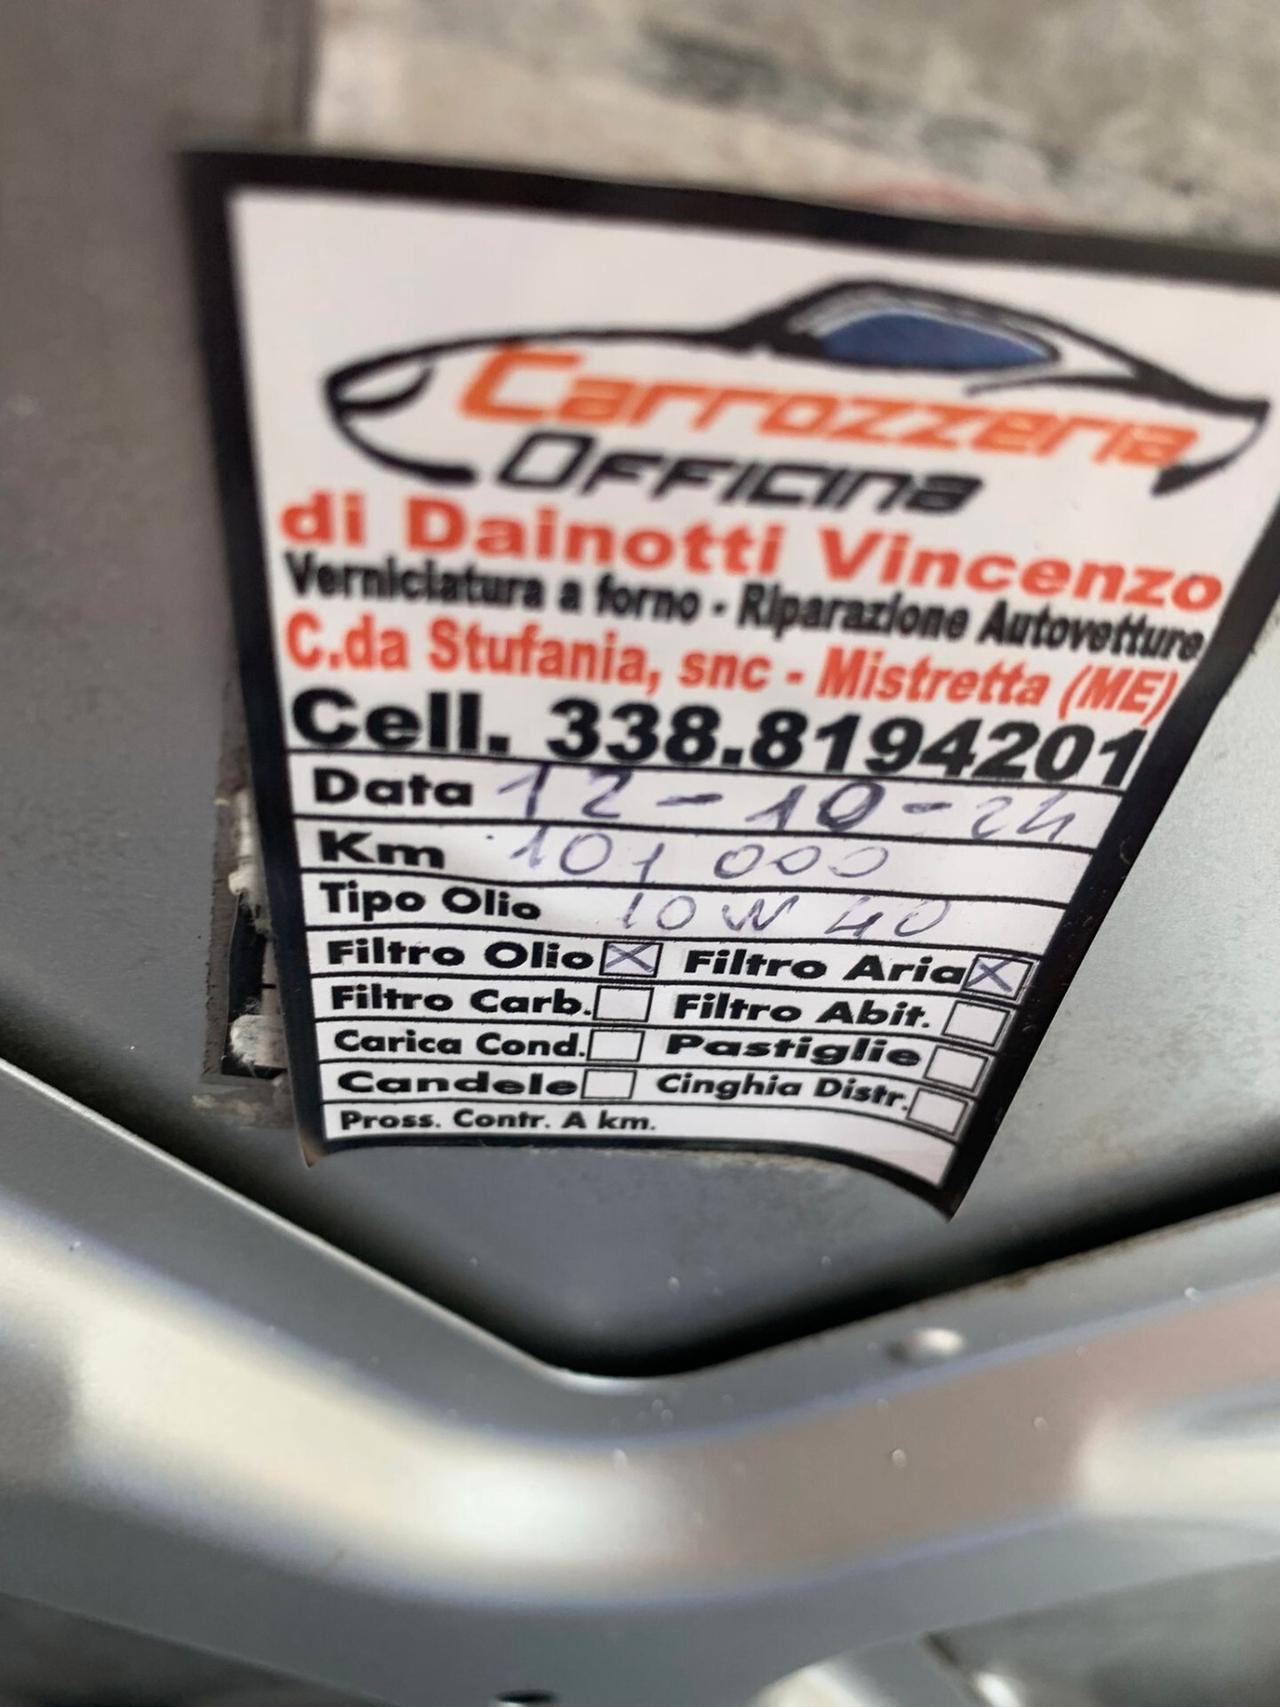 Carrozzeria
Officina
di Dainotti Vincenzo
Verniciatura a forno - Riparazione Autovetture
C.da Stufania, snc - Mistretta (ME)
Cell. 338.8194201
Data 12-10-24
Km 101000
Tipo Olio 10W40
Filtro Olio Filtro Aria
Filtro Carb. Filtro Abit.
Carica Cond. Pastiglie
Candele Cinghia Distr.
Pross. Contr. A km.